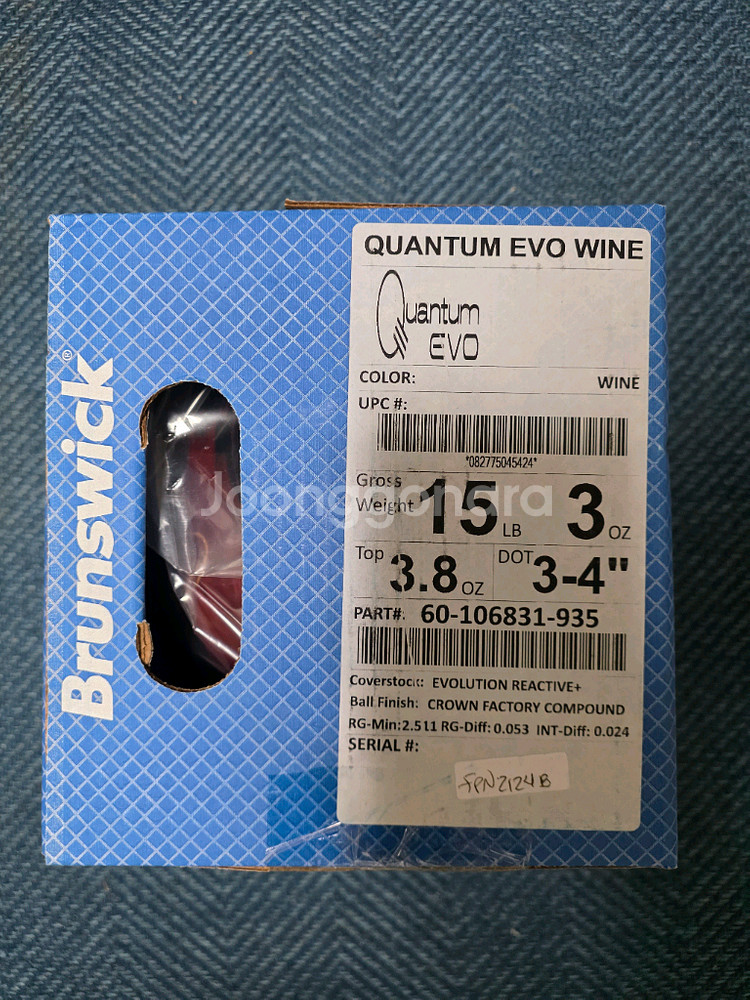 Brunswick®
QUANTUM EVO WINE
Quantum
EVO
COLOR: WINE
UPC #:
*082775045424*
Gross Weight 15 LB 3 OZ
Top 3.8 OZ DOT 3-4"
PART#: 60-106831-935
Coverstock: EVOLUTION REACTIVE+
Ball Finish: CROWN FACTORY COMPOUND
RG-Min:2.511 RG-Diff: 0.053 INT-Diff: 0.024
SERIAL #:
5PN2124B
Joonggonara